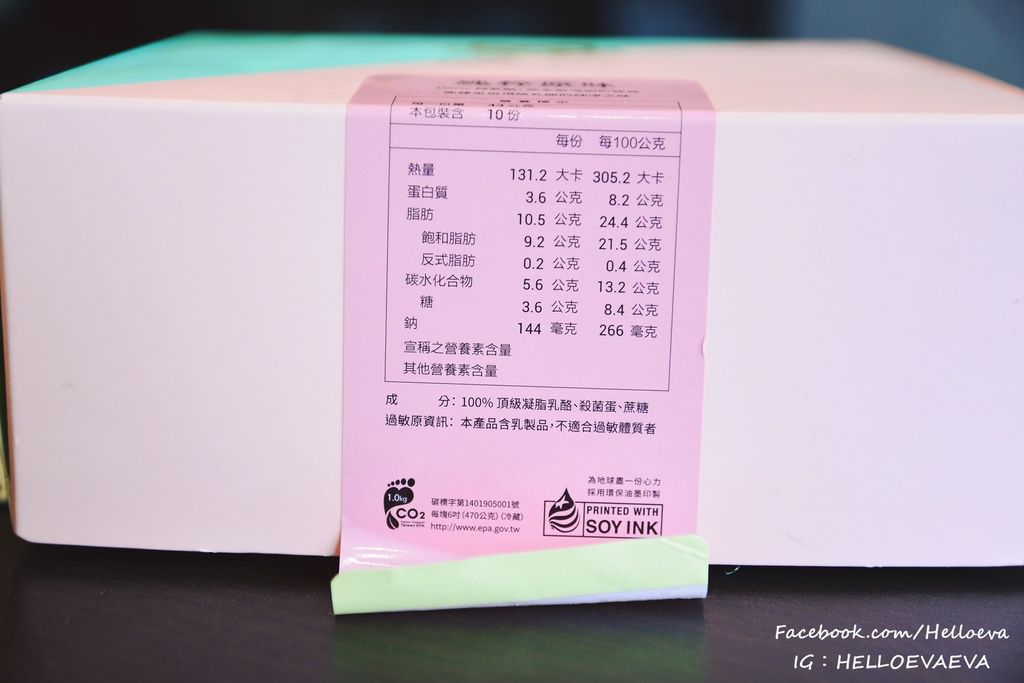 純粹原味
營養標示
本包裝含 10 份
每份 每100公克
熱量 131.2 大卡 305.2 大卡
蛋白質 3.6 公克 8.2 公克
脂肪 10.5 公克 24.4 公克
飽和脂肪 9.2 公克 21.5 公克
反式脂肪 0.2 公克 0.4 公克
碳水化合物 5.6 公克 13.2 公克
糖 3.6 公克 8.4 公克
鈉 144 毫克 266 毫克
宣稱之營養素含量
其他營養素含量
成 分: 100% 頂級凝脂乳酪、殺菌蛋、蔗糖
過敏原資訊: 本產品含乳製品,不適合過敏體質者
1.0kg
CO2
碳標字第1401905001號
每塊6吋(470公克)(冷藏)
http://www.epa.gov.tw
為地球盡一份心力
採用環保油墨印製
PRINTED WITH
SOY INK
Facebook.com/Helloeva
IG : HELLOEVAEVA